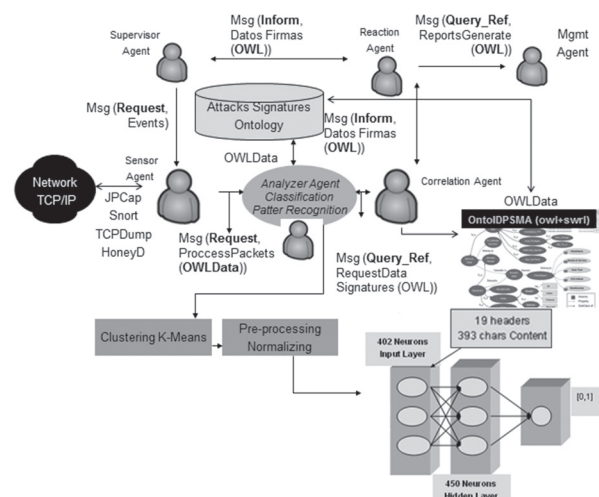 Supervisor
Agent
Msg (Inform,
Datos Firmas
(OWL))
Reaction
Agent
Msg (Query_Ref,
ReportsGenerate
(OWL))
Mgmt
Agent
Msg (Request,
Events)
Attacks Signatures
Ontology
Msg (Inform,
Datos Firmas
(OWL))
OWLData
Sensor
Agent
Network
TCP/IP
JPCap
Snort
TCPDump
HoneyD
Analyzer Agent
Classification
Patter Recognition
Correlation Agent
OWLData
OntoIDPSMA (owl+swrl)
Msg (Request,
ProccessPackets
(OWLData))
Msg (Query_Ref,
RequestData
Signatures (OWL)
Clustering K-Means
Pre-processing
Normalizing
19 headers
393 chars Content
402 Neurons
Input Layer
[0,1]
450 Neurons
Hidden Layer